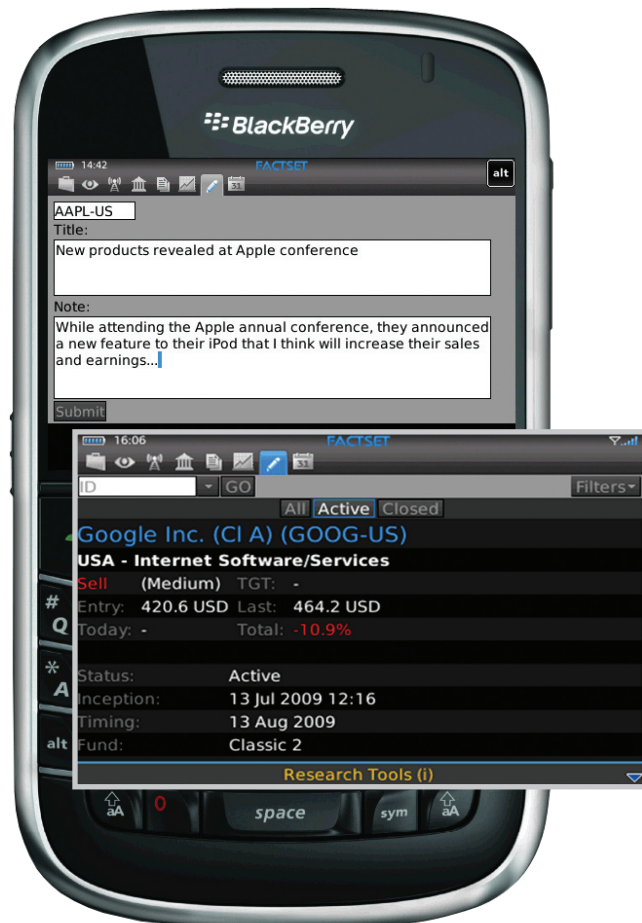 BlackBerry
14:42 FACTSET
alt
31
AAPL-US
Title:
New products revealed at Apple conference
Note:
While attending the Apple annual conference, they announced
a new feature to their iPod that I think will increase their sales
and earnings...
Submit
16:06 FACTSET
31
ID GO Filters
All Active Closed
Google Inc. (Cl A) (GOOG-US)
USA - Internet Software/Services
Sell (Medium) TGT: -
Entry: 420.6 USD Last: 464.2 USD
Today: - Total: -10.9%
Status: Active
Inception: 13 Jul 2009 12:16
Timing: 13 Aug 2009
Fund: Classic 2
Research Tools (i)
#
Q
*
A
alt
aA 0 space sym aA